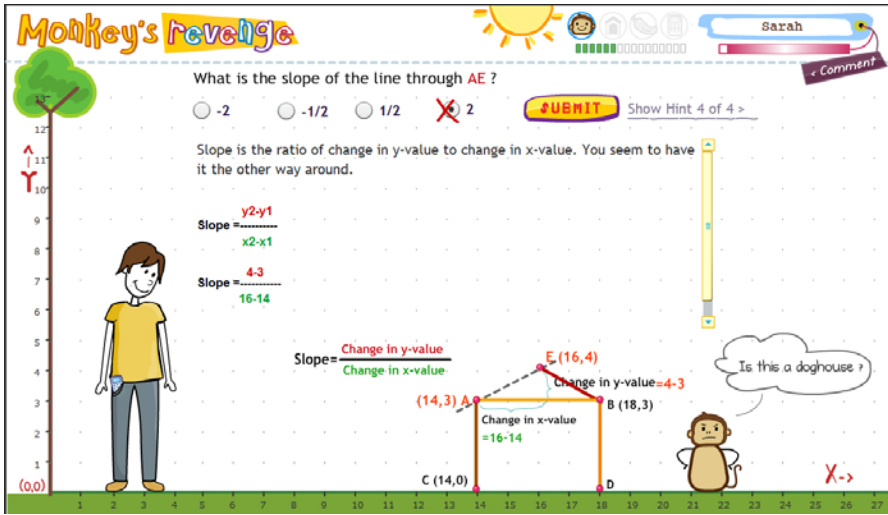 Monkey's revenge
Sarah
< Comment
What is the slope of the line through AE ?
-2
-1/2
1/2
2
SUBMIT
Show Hint 4 of 4 >
Slope is the ratio of change in y-value to change in x-value. You seem to have
it the other way around.
y2-y1
Slope =-----------
x2-x1
4-3
Slope =------------
16-14
Slope=
Change in y-value
Change in x-value
E (16,4)
Change in y-value=4-3
(14,3) A
B (18,3)
Change in x-value
=16-14
C (14,0)
D
Is this a doghouse ?
Y
->
X->
13
12
11
10
9
8
7
6
5
4
3
2
1
(0,0)
1 2 3 4 5 6 7 8 9 10 11 12 13 14 15 16 17 18 19 20 21 22 23 24 25 26 27